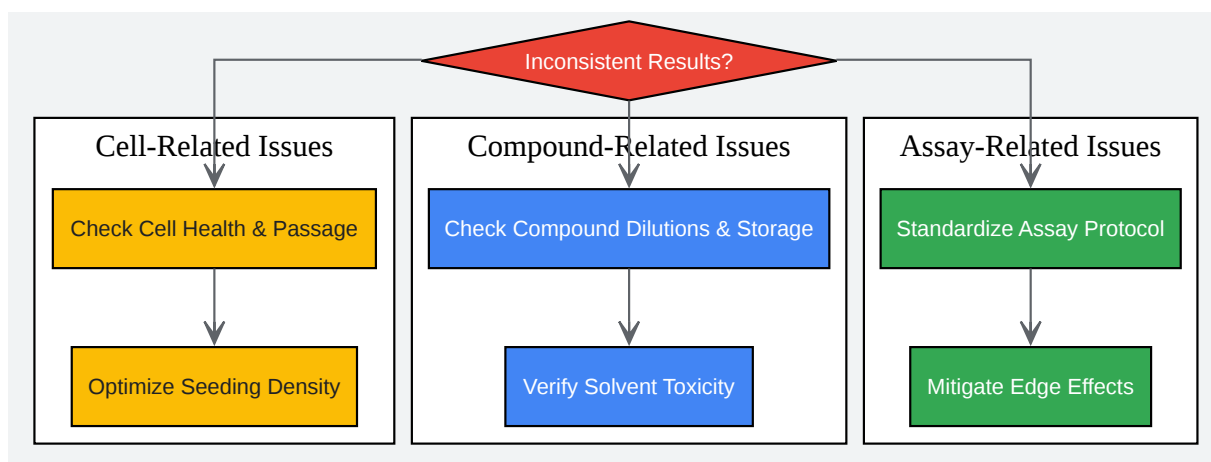 Inconsistent Results?
Cell-Related Issues
Compound-Related Issues
Assay-Related Issues
Check Cell Health & Passage
Check Compound Dilutions & Storage
Standardize Assay Protocol
Optimize Seeding Density
Verify Solvent Toxicity
Mitigate Edge Effects